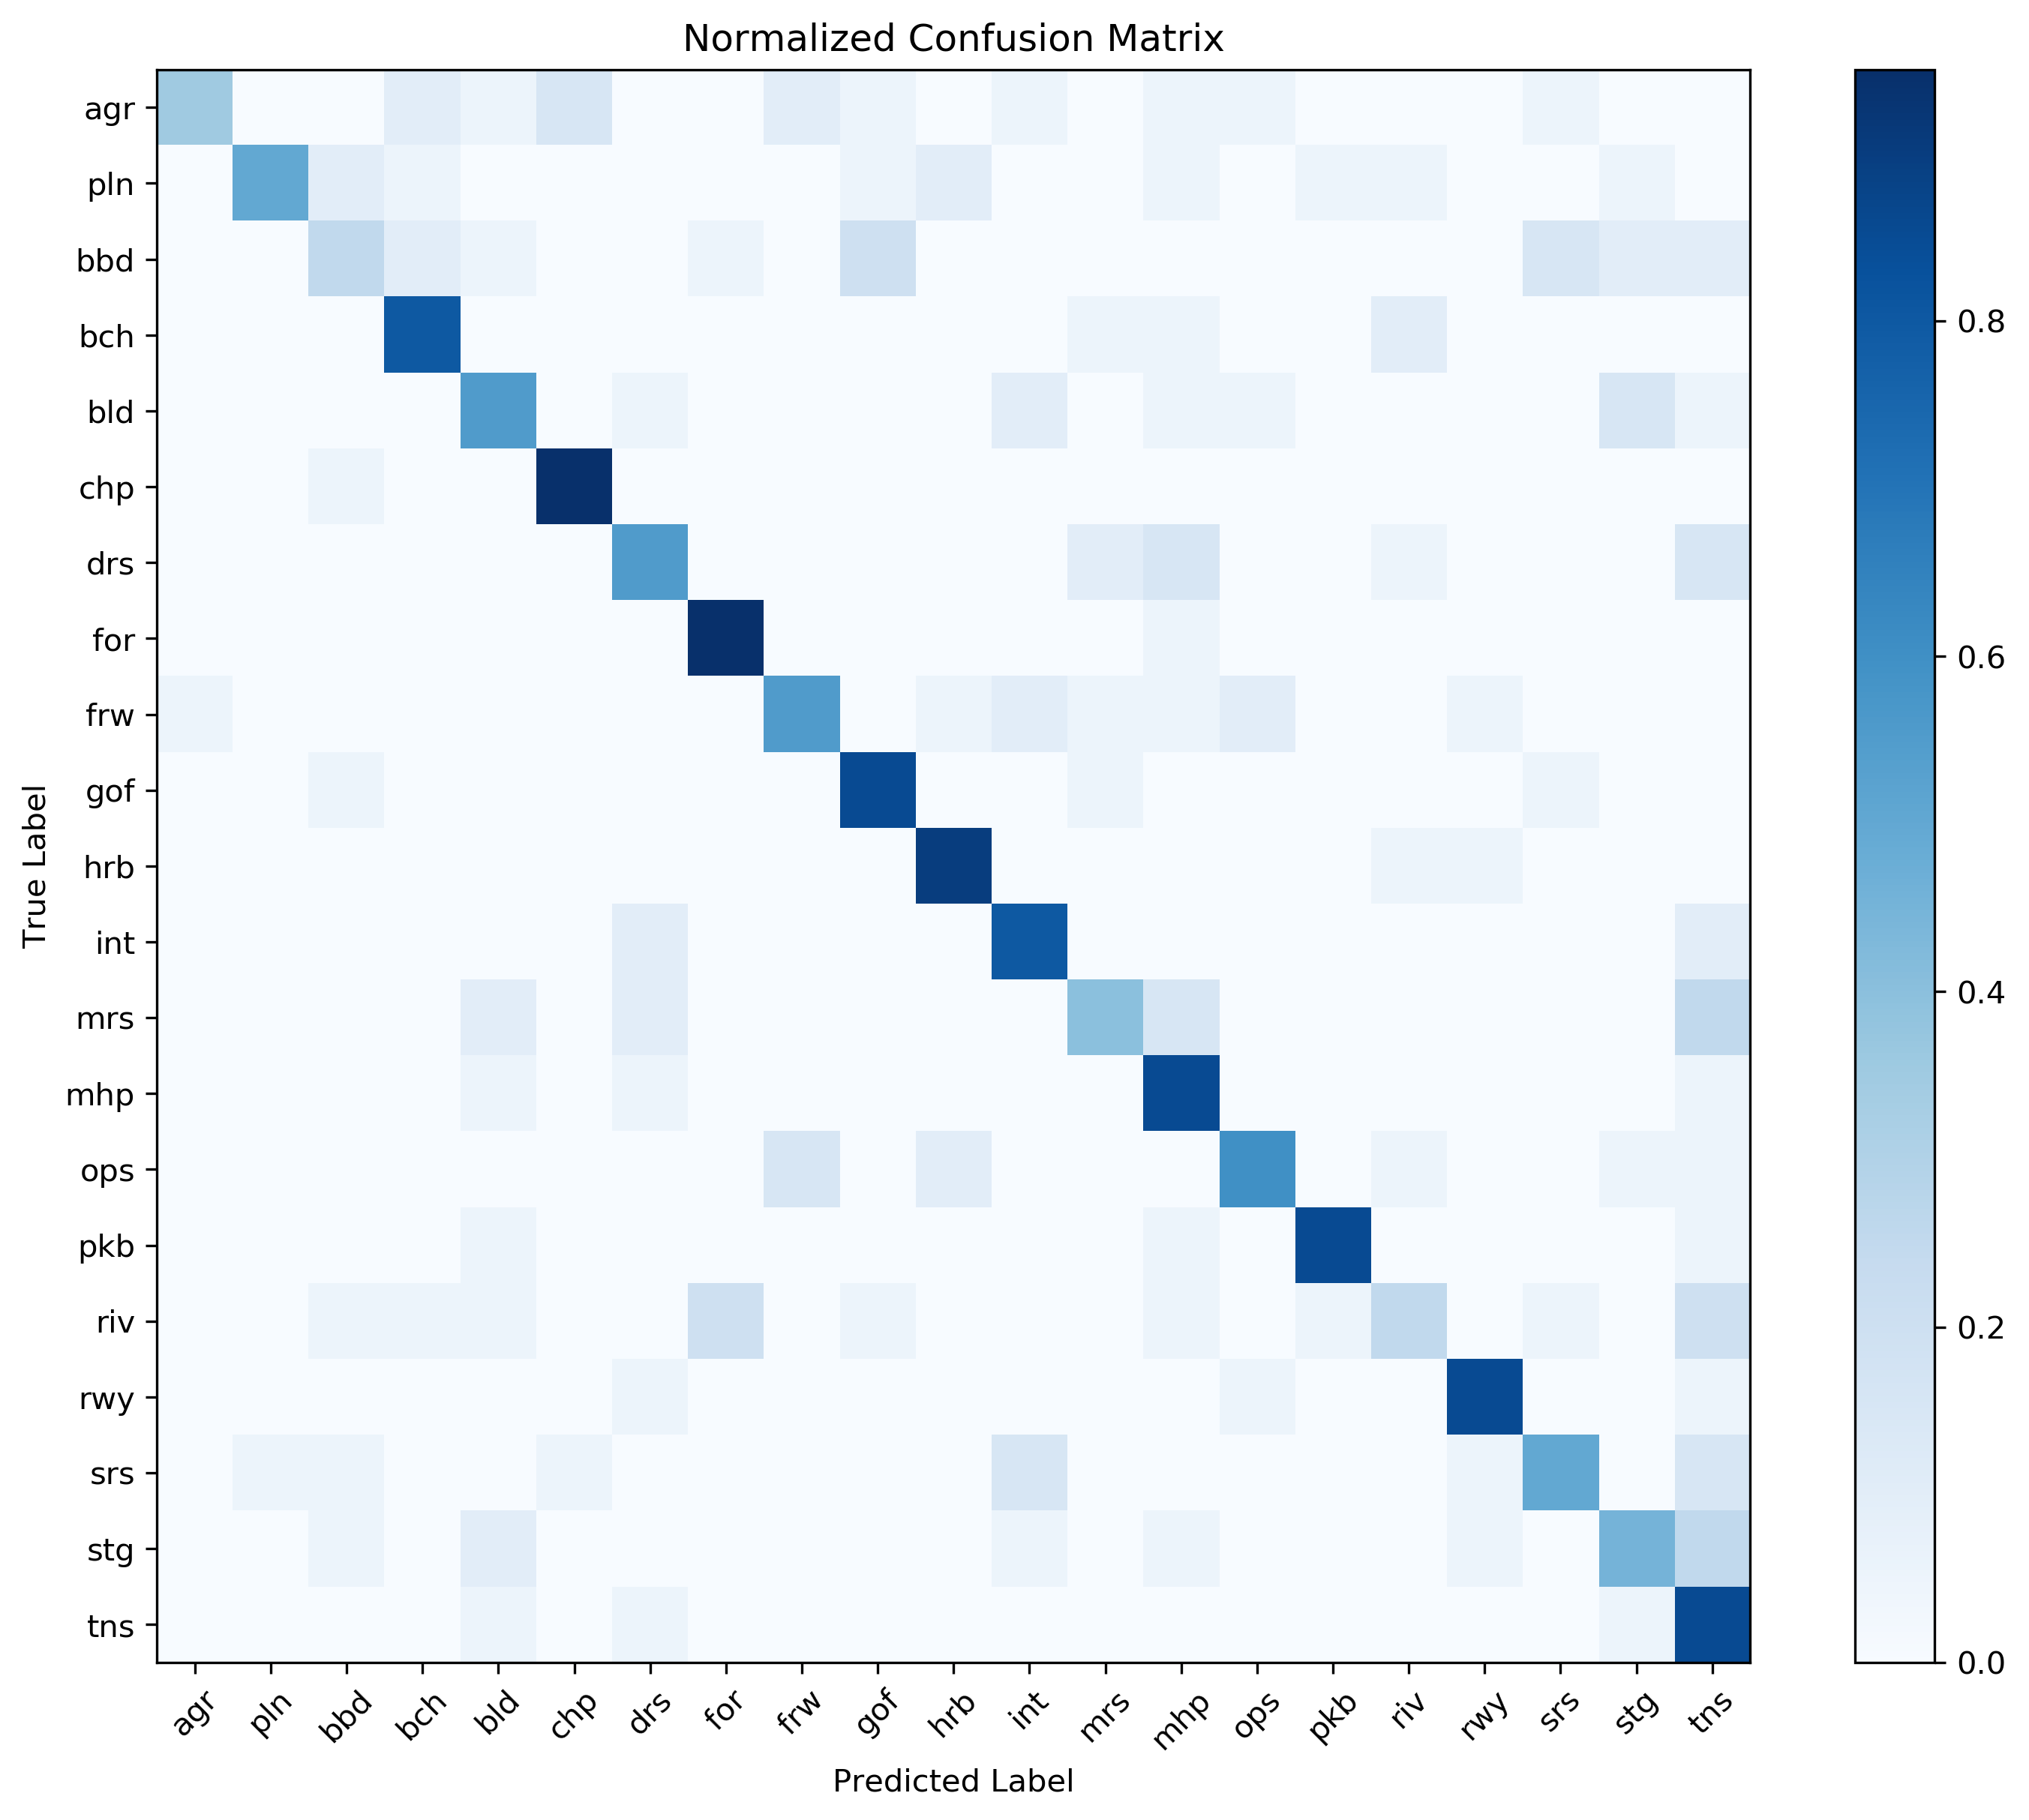 Normalized Confusion Matrix
True Label
agr
pln
bbd
bch
bld
chp
drs
for
frw
gof
hrb
int
mrs
mhp
ops
pkb
riv
rwy
srs
stg
tns
agr pln bbd bch bld chp drs for frw gof hrb int mrs mhp ops pkb riv rwy srs stg tns
Predicted Label
0.8
0.6
0.4
0.2
0.0